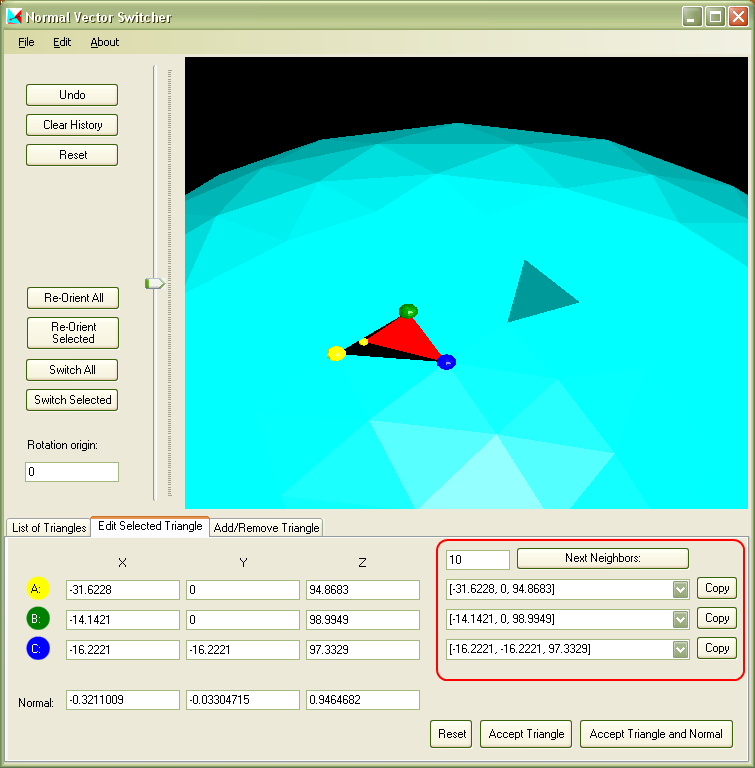 Normal Vector Switcher
File Edit About
Undo
Clear History
Reset
Re-Orient All
Re-Orient
Selected
Switch All
Switch Selected
Rotation origin:
0
List of Triangles Edit Selected Triangle Add/Remove Triangle
X Y Z
10 Next Neighbors:
A: -31.6228 0 94.8683 [-31.6228, 0, 94.8683] Copy
B: -14.1421 0 98.9949 [-14.1421, 0, 98.9949] Copy
C: -16.2221 -16.2221 97.3329 [-16.2221, -16.2221, 97.3329] Copy
Normal: -0.3211009 -0.03304715 0.9464682
Reset Accept Triangle Accept Triangle and Normal